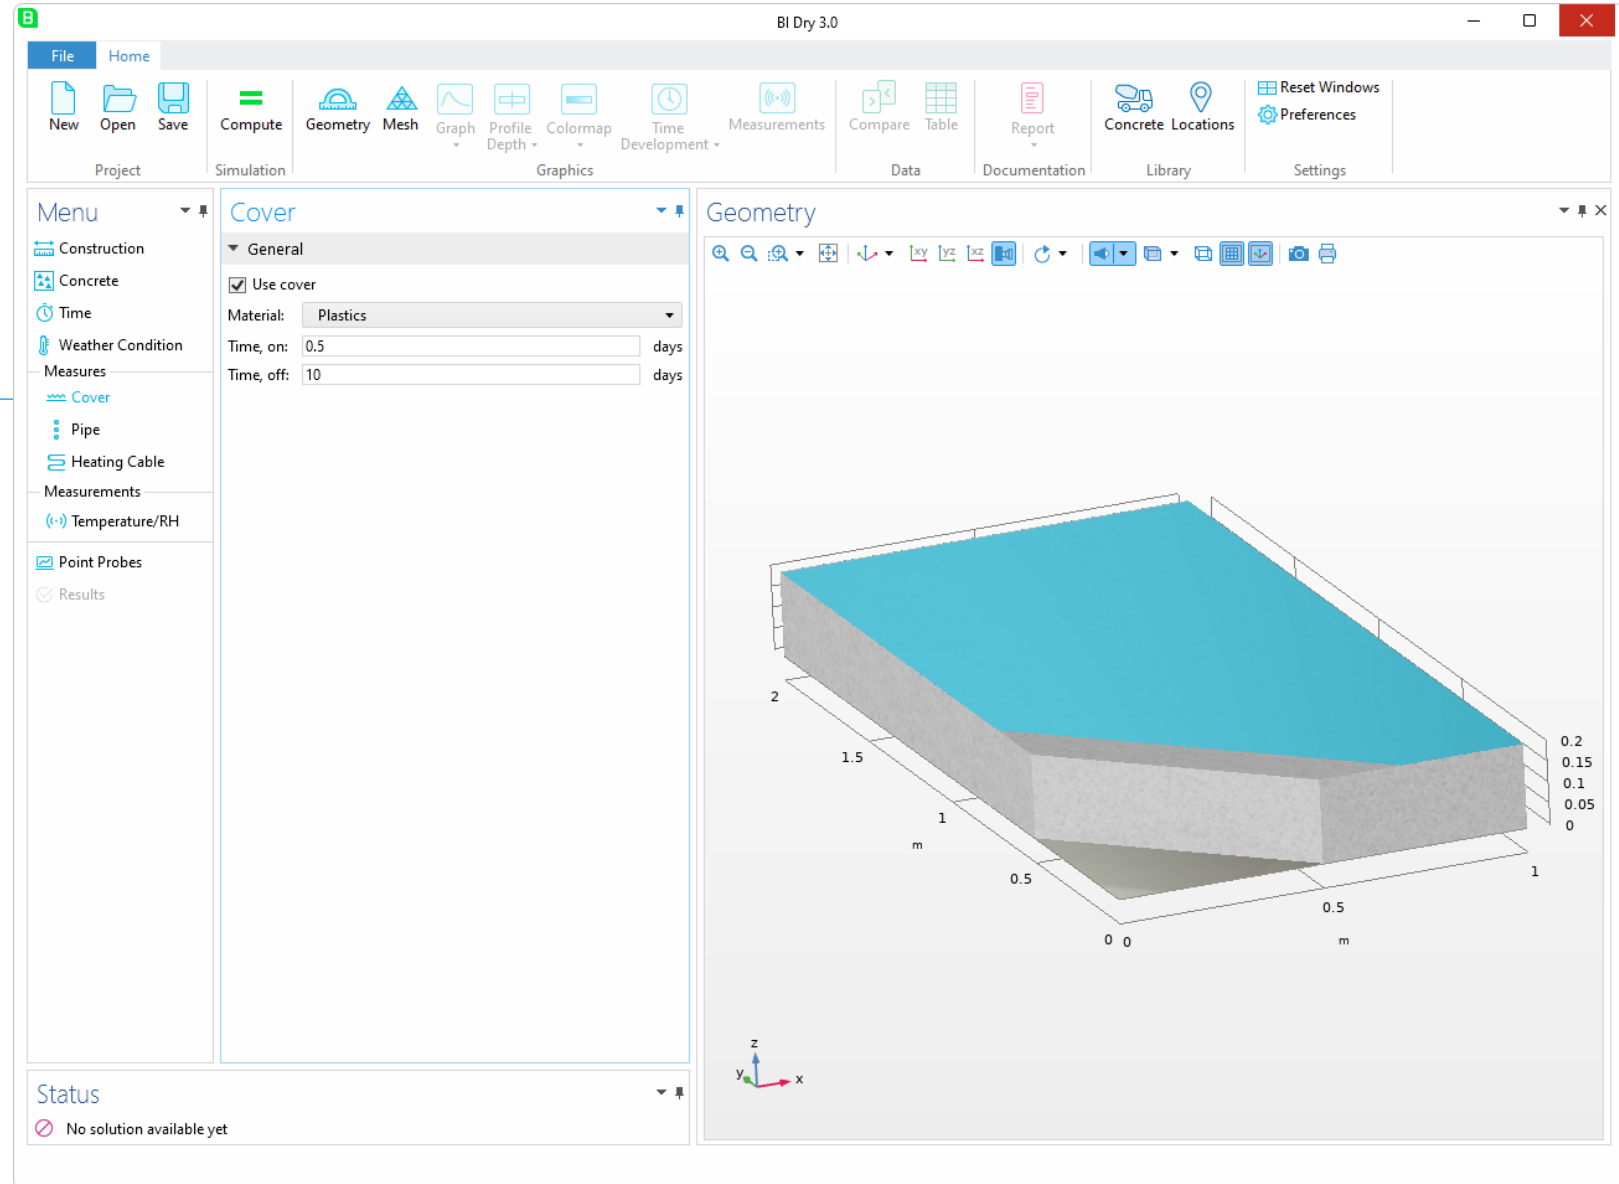 B
BI Dry 3.0
File Home
New Open Save Compute Geometry Mesh Graph Profile Depth Colormap Time Development Measurements Compare Table Report Concrete Locations
Reset Windows
Preferences
Project Simulation Graphics Data Documentation Library Settings
Menu
Construction
Concrete
Time
Weather Condition
Measures
Cover
Pipe
Heating Cable
Measurements
Temperature/RH
Point Probes
Results
Cover
General
Use cover
Material: Plastics
Time, on: 0.5 days
Time, off: 10 days
Geometry
xy yz xz
2
1.5
1
m
0.5
0 0
0.5
m
1
0.2
0.15
0.1
0.05
0
z
y x
Status
No solution available yet